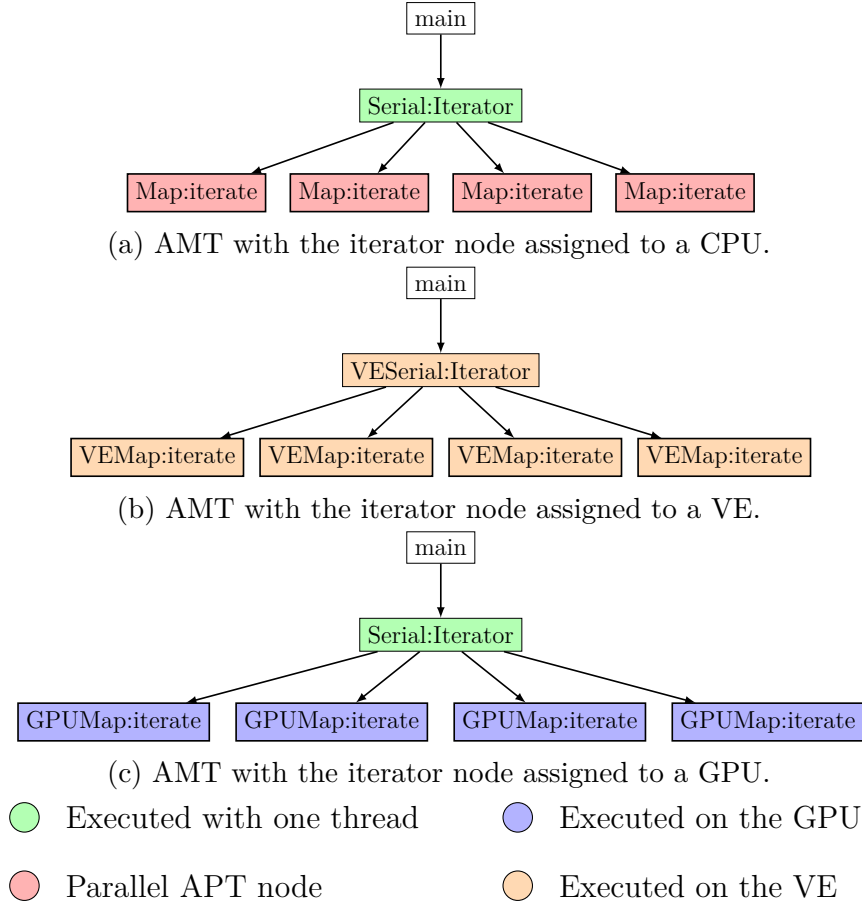 main
Serial:Iterator
Map:iterate Map:iterate Map:iterate Map:iterate
(a) AMT with the iterator node assigned to a CPU.
main
VESerial:Iterator
VEMap:iterate VEMap:iterate VEMap:iterate VEMap:iterate
(b) AMT with the iterator node assigned to a VE.
main
Serial:Iterator
GPUMap:iterate GPUMap:iterate GPUMap:iterate GPUMap:iterate
(c) AMT with the iterator node assigned to a GPU.
Executed with one thread Executed on the GPU
Parallel APT node Executed on the VE